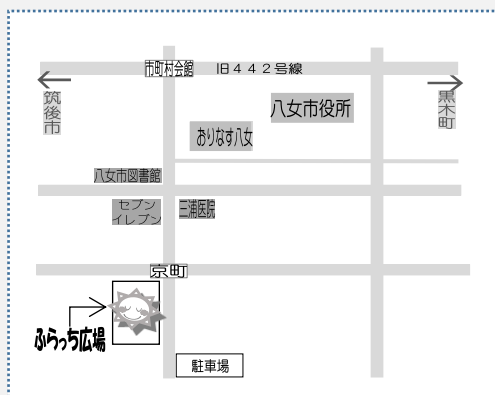 市町村会館
旧４４２号線
筑後市
黒木町
八女市役所
おりなす八女
八女市図書館
セブン
イレブン
三浦医院
京町
ふらっち広場
駐車場